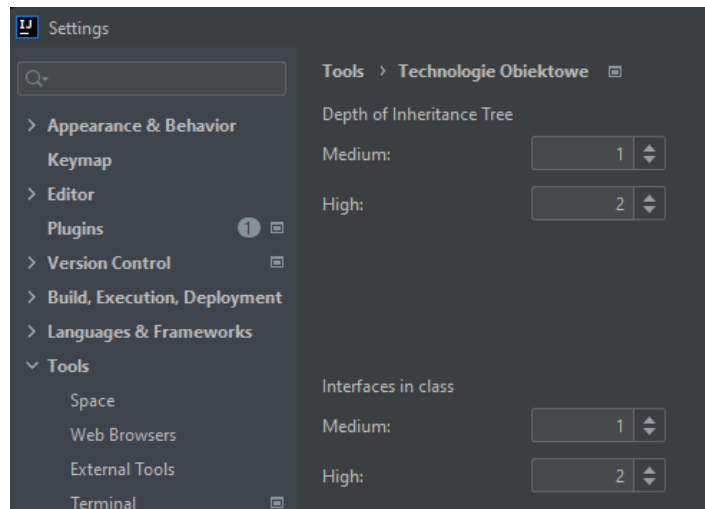 IJ
Settings
Appearance & Behavior
Keymap
Editor
Plugins 1
Version Control
Build, Execution, Deployment
Languages & Frameworks
Tools
Space
Web Browsers
External Tools
Terminal
Tools > Technologie Obiektowe
Depth of Inheritance Tree
Medium: 1
High: 2
Interfaces in class
Medium: 1
High: 2